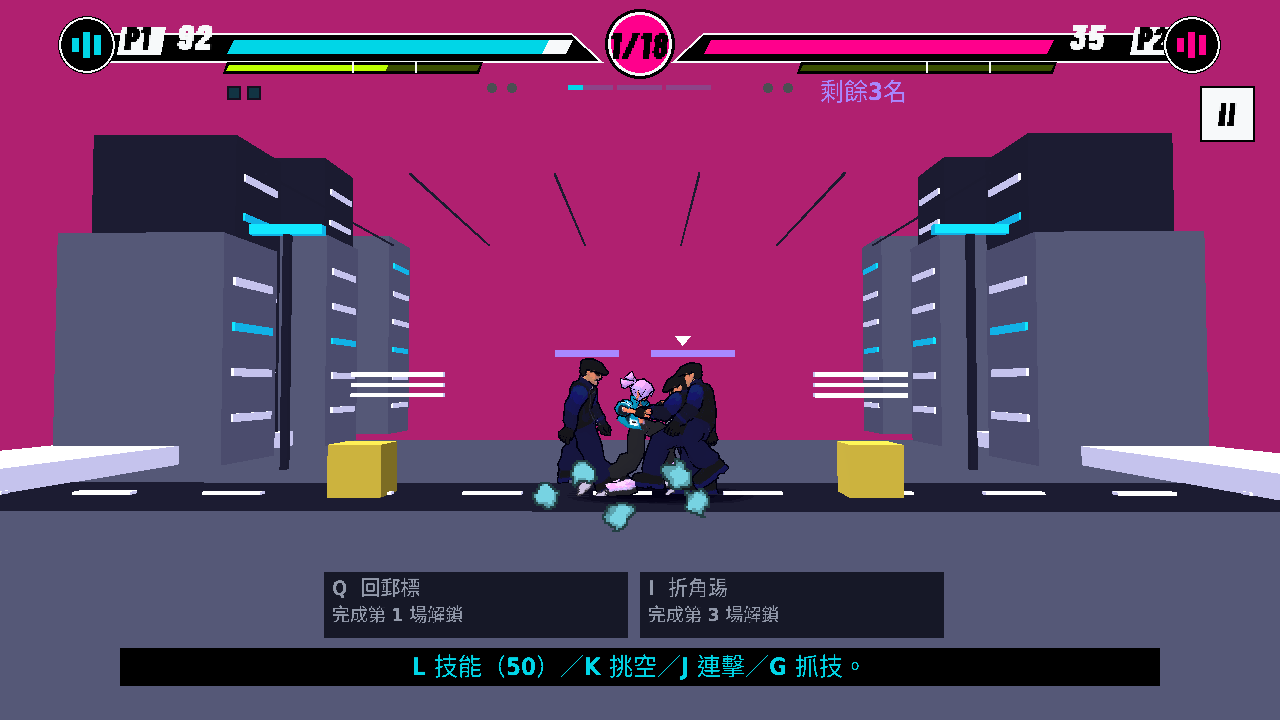 P1 92
1/18
35 P2
剩餘3名
Q 回郵標
完成第 1 場解鎖
I 折角踢
完成第 3 場解鎖
L 技能（50）／K 挑空／J 連擊／G 抓技。